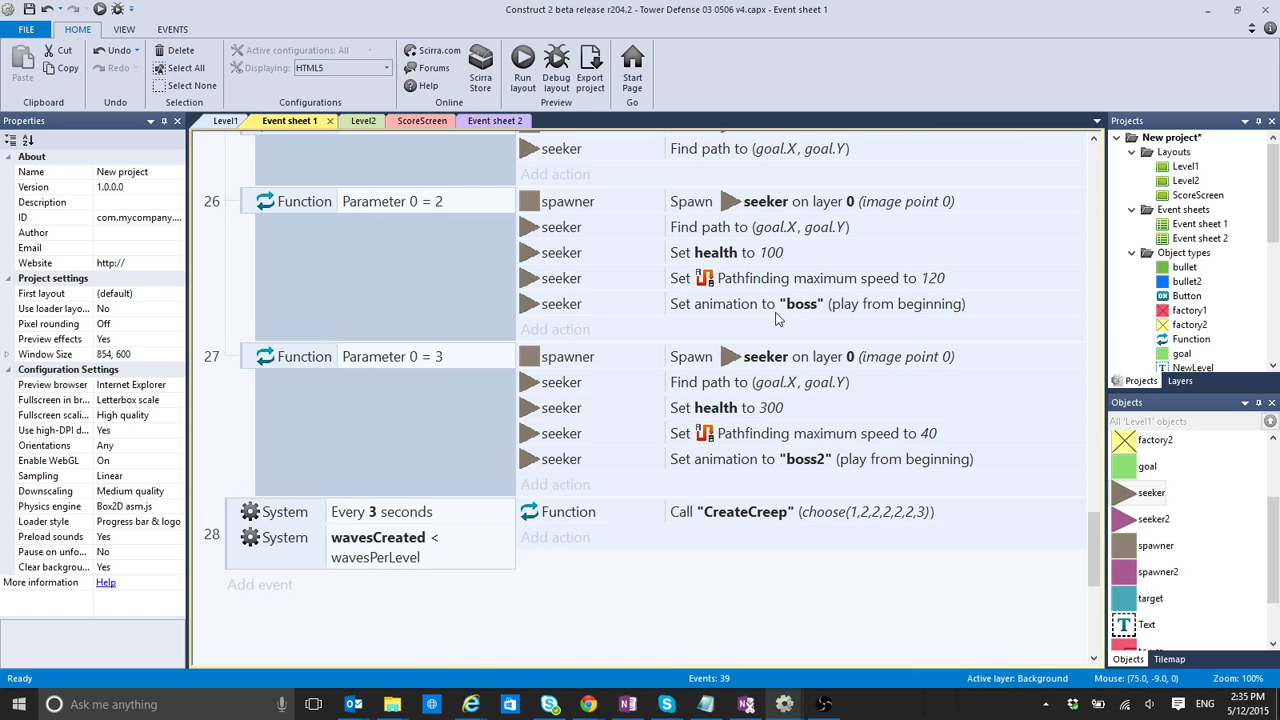 Construct 2 beta release r204.2 - Tower Defense 03 0506 v4.capx - Event sheet 1
FILE HOME VIEW EVENTS
Paste Cut Copy
Undo Redo
Delete Select All Select None
Active configurations: All
Displaying: HTML5
Scirra.com Forums Help
Scirra Store
Run layout Debug layout Export project
Start Page
Clipboard Undo Selection Configurations Online Preview Go
Properties
Level1 Event sheet 1 Level2 ScoreScreen Event sheet 2
Projects
About
Name New project
Version 1.0.0.0
Description
ID com.mycompany....
Author
Email
Website http://
Project settings
First layout (default)
Use loader layo... No
Pixel rounding Off
Preview effects Yes
Window Size 854, 600
Configuration Settings
Preview browser Internet Explorer
Fullscreen in br... Letterbox scale
Fullscreen scali... High quality
Use high-DPI d... Yes
Orientations Any
Enable WebGL On
Sampling Linear
Downscaling Medium quality
Physics engine Box2D asm.js
Loader style Progress bar & logo
Preload sounds Yes
Pause on unfo... No
Clear backgrou... Yes
More information Help
seeker Find path to (goal.X, goal.Y)
Add action
26 Function Parameter 0 = 2 spawner Spawn seeker on layer 0 (image point 0)
seeker Find path to (goal.X, goal.Y)
seeker Set health to 100
seeker Set Pathfinding maximum speed to 120
seeker Set animation to "boss" (play from beginning)
Add action
27 Function Parameter 0 = 3 spawner Spawn seeker on layer 0 (image point 0)
seeker Find path to (goal.X, goal.Y)
seeker Set health to 300
seeker Set Pathfinding maximum speed to 40
seeker Set animation to "boss2" (play from beginning)
Add action
28 System Every 3 seconds Function Call "CreateCreep" (choose(1,2,2,2,2,2,3))
System wavesCreated < wavesPerLevel Add action
Add event
New project*
Layouts
Level1
Level2
ScoreScreen
Event sheets
Event sheet 1
Event sheet 2
Object types
bullet
bullet2
Button
factory1
factory2
Function
goal
NewLevel
Projects Layers
Objects
All 'Level1' objects
factory2
goal
seeker
seeker2
spawner
spawner2
target
Text
Objects Tilemap
Ready Events: 39 Active layer: Background Mouse: (75.0, -9.0, 0) Zoom: 100%
Ask me anything
ENG
2:35 PM
5/12/2015